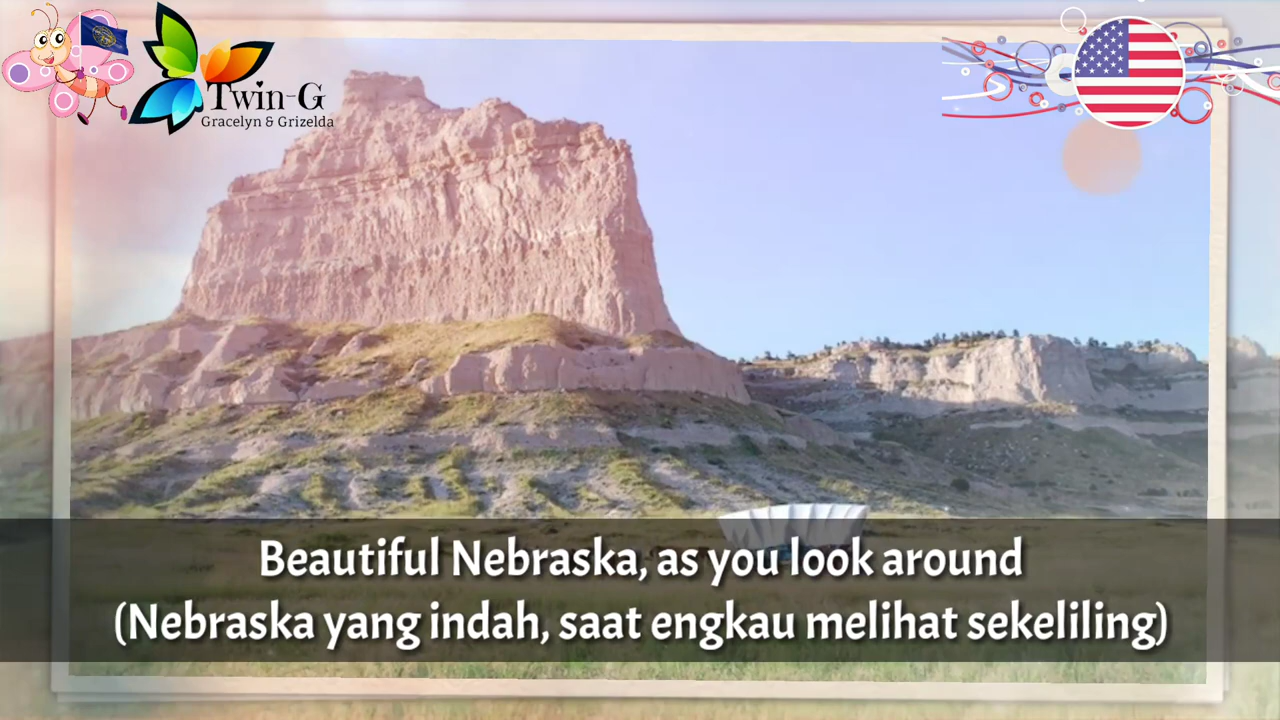 Twin-G
Gracelyn & Grizelda
Beautiful Nebraska, as you look around
(Nebraska yang indah, saat engkau melihat sekeliling)